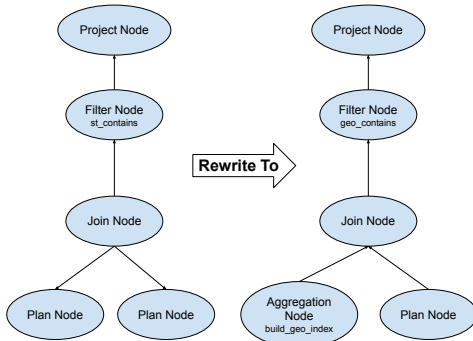 Project Node
Project Node
Filter Node
st_contains
Filter Node
geo_contains
Rewrite To
Join Node
Join Node
Plan Node
Plan Node
Aggregation
Node
build_geo_index
Plan Node